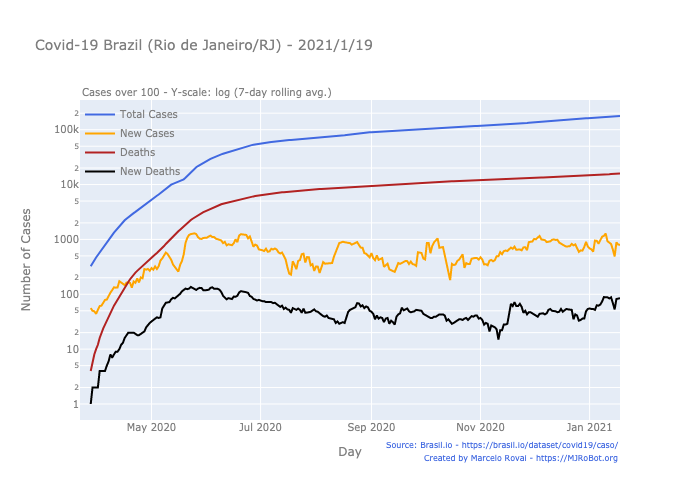 Covid-19 Brazil (Rio de Janeiro/RJ) - 2021/1/19
Cases over 100 - Y-scale: log (7-day rolling avg.)
Total Cases
New Cases
Deaths
New Deaths
2
100k
5
2
10k
5
2
1000
5
2
100
5
2
10
5
2
1
Number of Cases
May 2020
Jul 2020
Sep 2020
Nov 2020
Jan 2021
Day
Source: Brasil.io - https://brasil.io/dataset/covid19/caso/
Created by Marcelo Rovai - https://MJRoBot.org